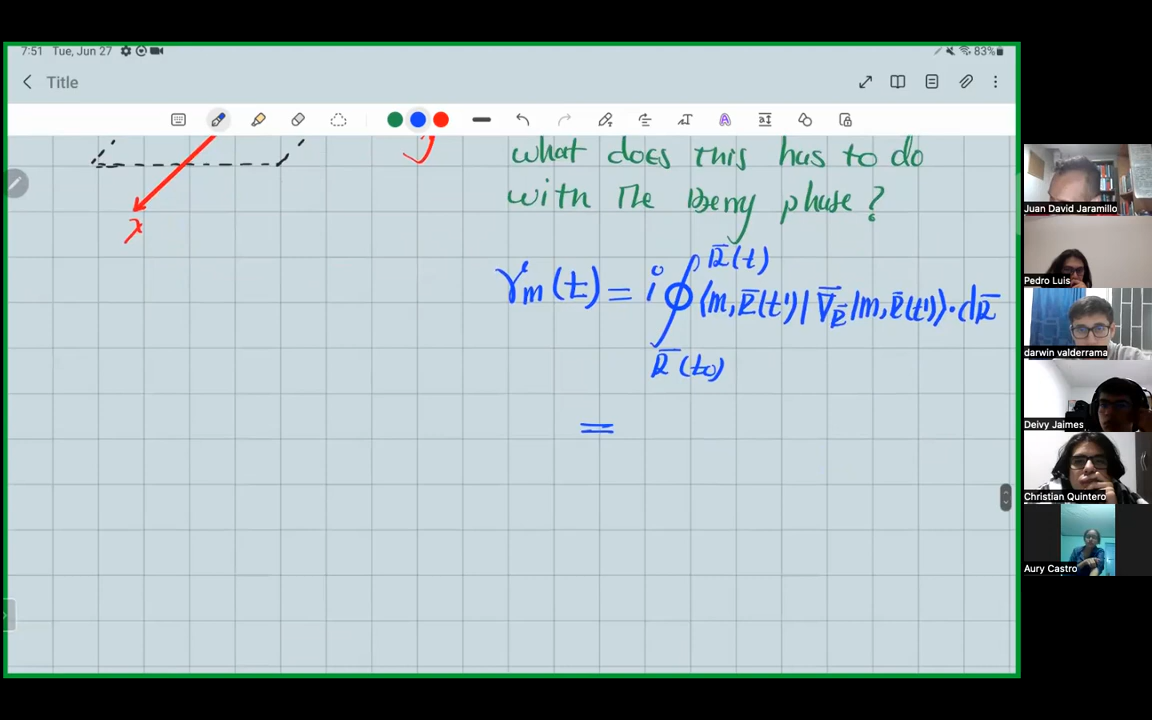 7:51 Tue, Jun 27 83%
Title
what does this has to do
with the Berry phase?
x
y
γₘ(t) = i ∮ ⟨m, R̄(t')| ∇̄_R̄ |m, R̄(t')⟩ · dR̄
R̄(t)
R̄(t₀)
=
Juan David Jaramillo
Pedro Luis
darwin valderrama
Deivy Jaimes
Christian Quintero
Aury Castro